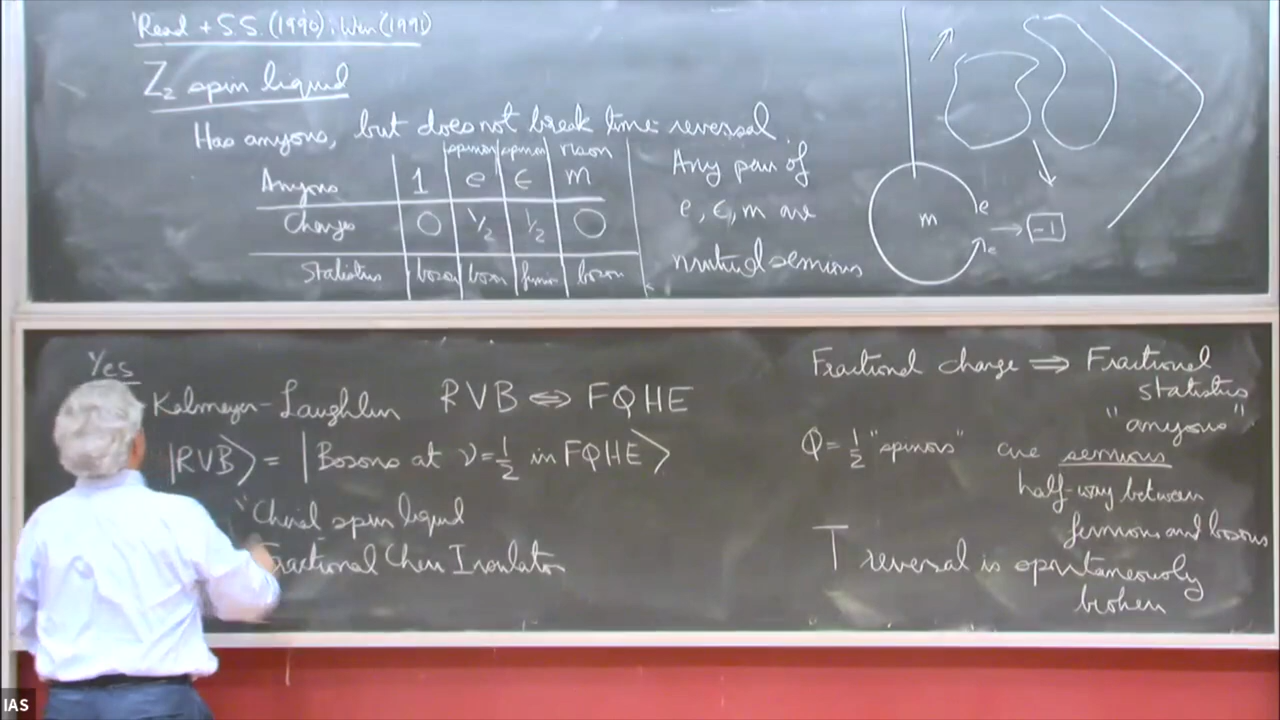 Read + S.S. (1990); Wen (1991)
Z₂ spin liquid
Has anyons, but does not break time-reversal
spinon spinon vison
Anyons 1 e ε m
Charges 0 1/2 1/2 0
Statistics boson boson fermion boson
Any pair of
e, ε, m are
mutual semions
m
e
e
→ -1
Yes
Kalmeyer-Laughlin RVB ⇔ FQHE
|RVB⟩ = |Bosons at ν = 1/2 in FQHE⟩
"Chiral spin liquid
Fractional Chern Insulator
Fractional charge ⇒ Fractional
statistics
"anyons"
Q = 1/2 "spinors" are semions
half-way between
fermions and bosons
T reversal is spontaneously
broken
IAS